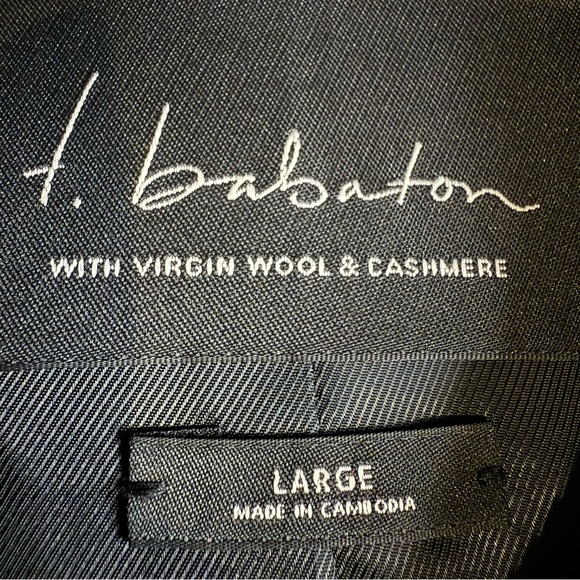 t. babaton
WITH VIRGIN WOOL & CASHMERE
LARGE
MADE IN CAMBODIA